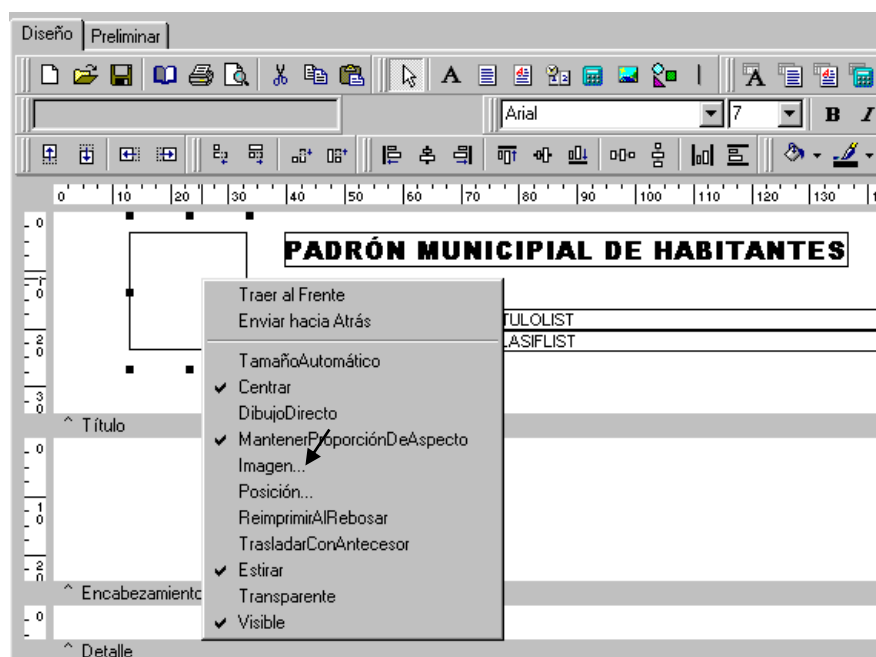 Diseño Preliminar
Arial 7 B I
0 10 20 30 40 50 60 70 80 90 100 110 120 130
PADRÓN MUNICIPIAL DE HABITANTES
Traer al Frente
Enviar hacia Atrás
TULOLIST
LASIFLIST
TamañoAutomático
Centrar
DibujoDirecto
MantenerProporciónDeAspecto
^ Título
Imagen...
Posición...
ReimprimirAlRebosar
TrasladarConAntecesor
Estirar
^ Encabezamiento
Transparente
Visible
^ Detalle